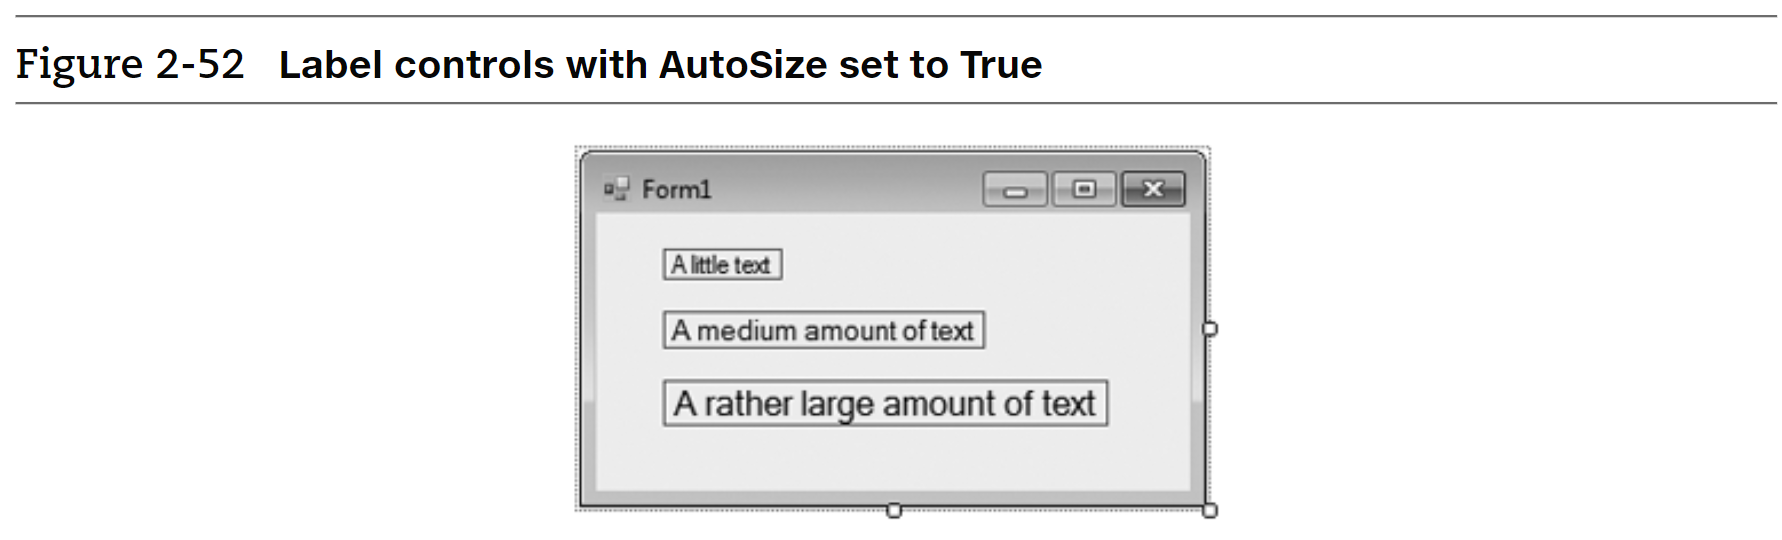 Figure 2-52 Label controls with AutoSize set to True
Form1
A little text
A medium amount of text
A rather large amount of text